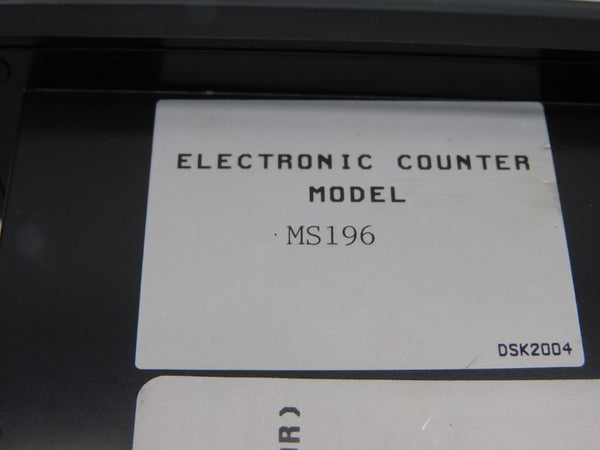 ELECTRONIC COUNTER
MODEL
MS196
DSK2004